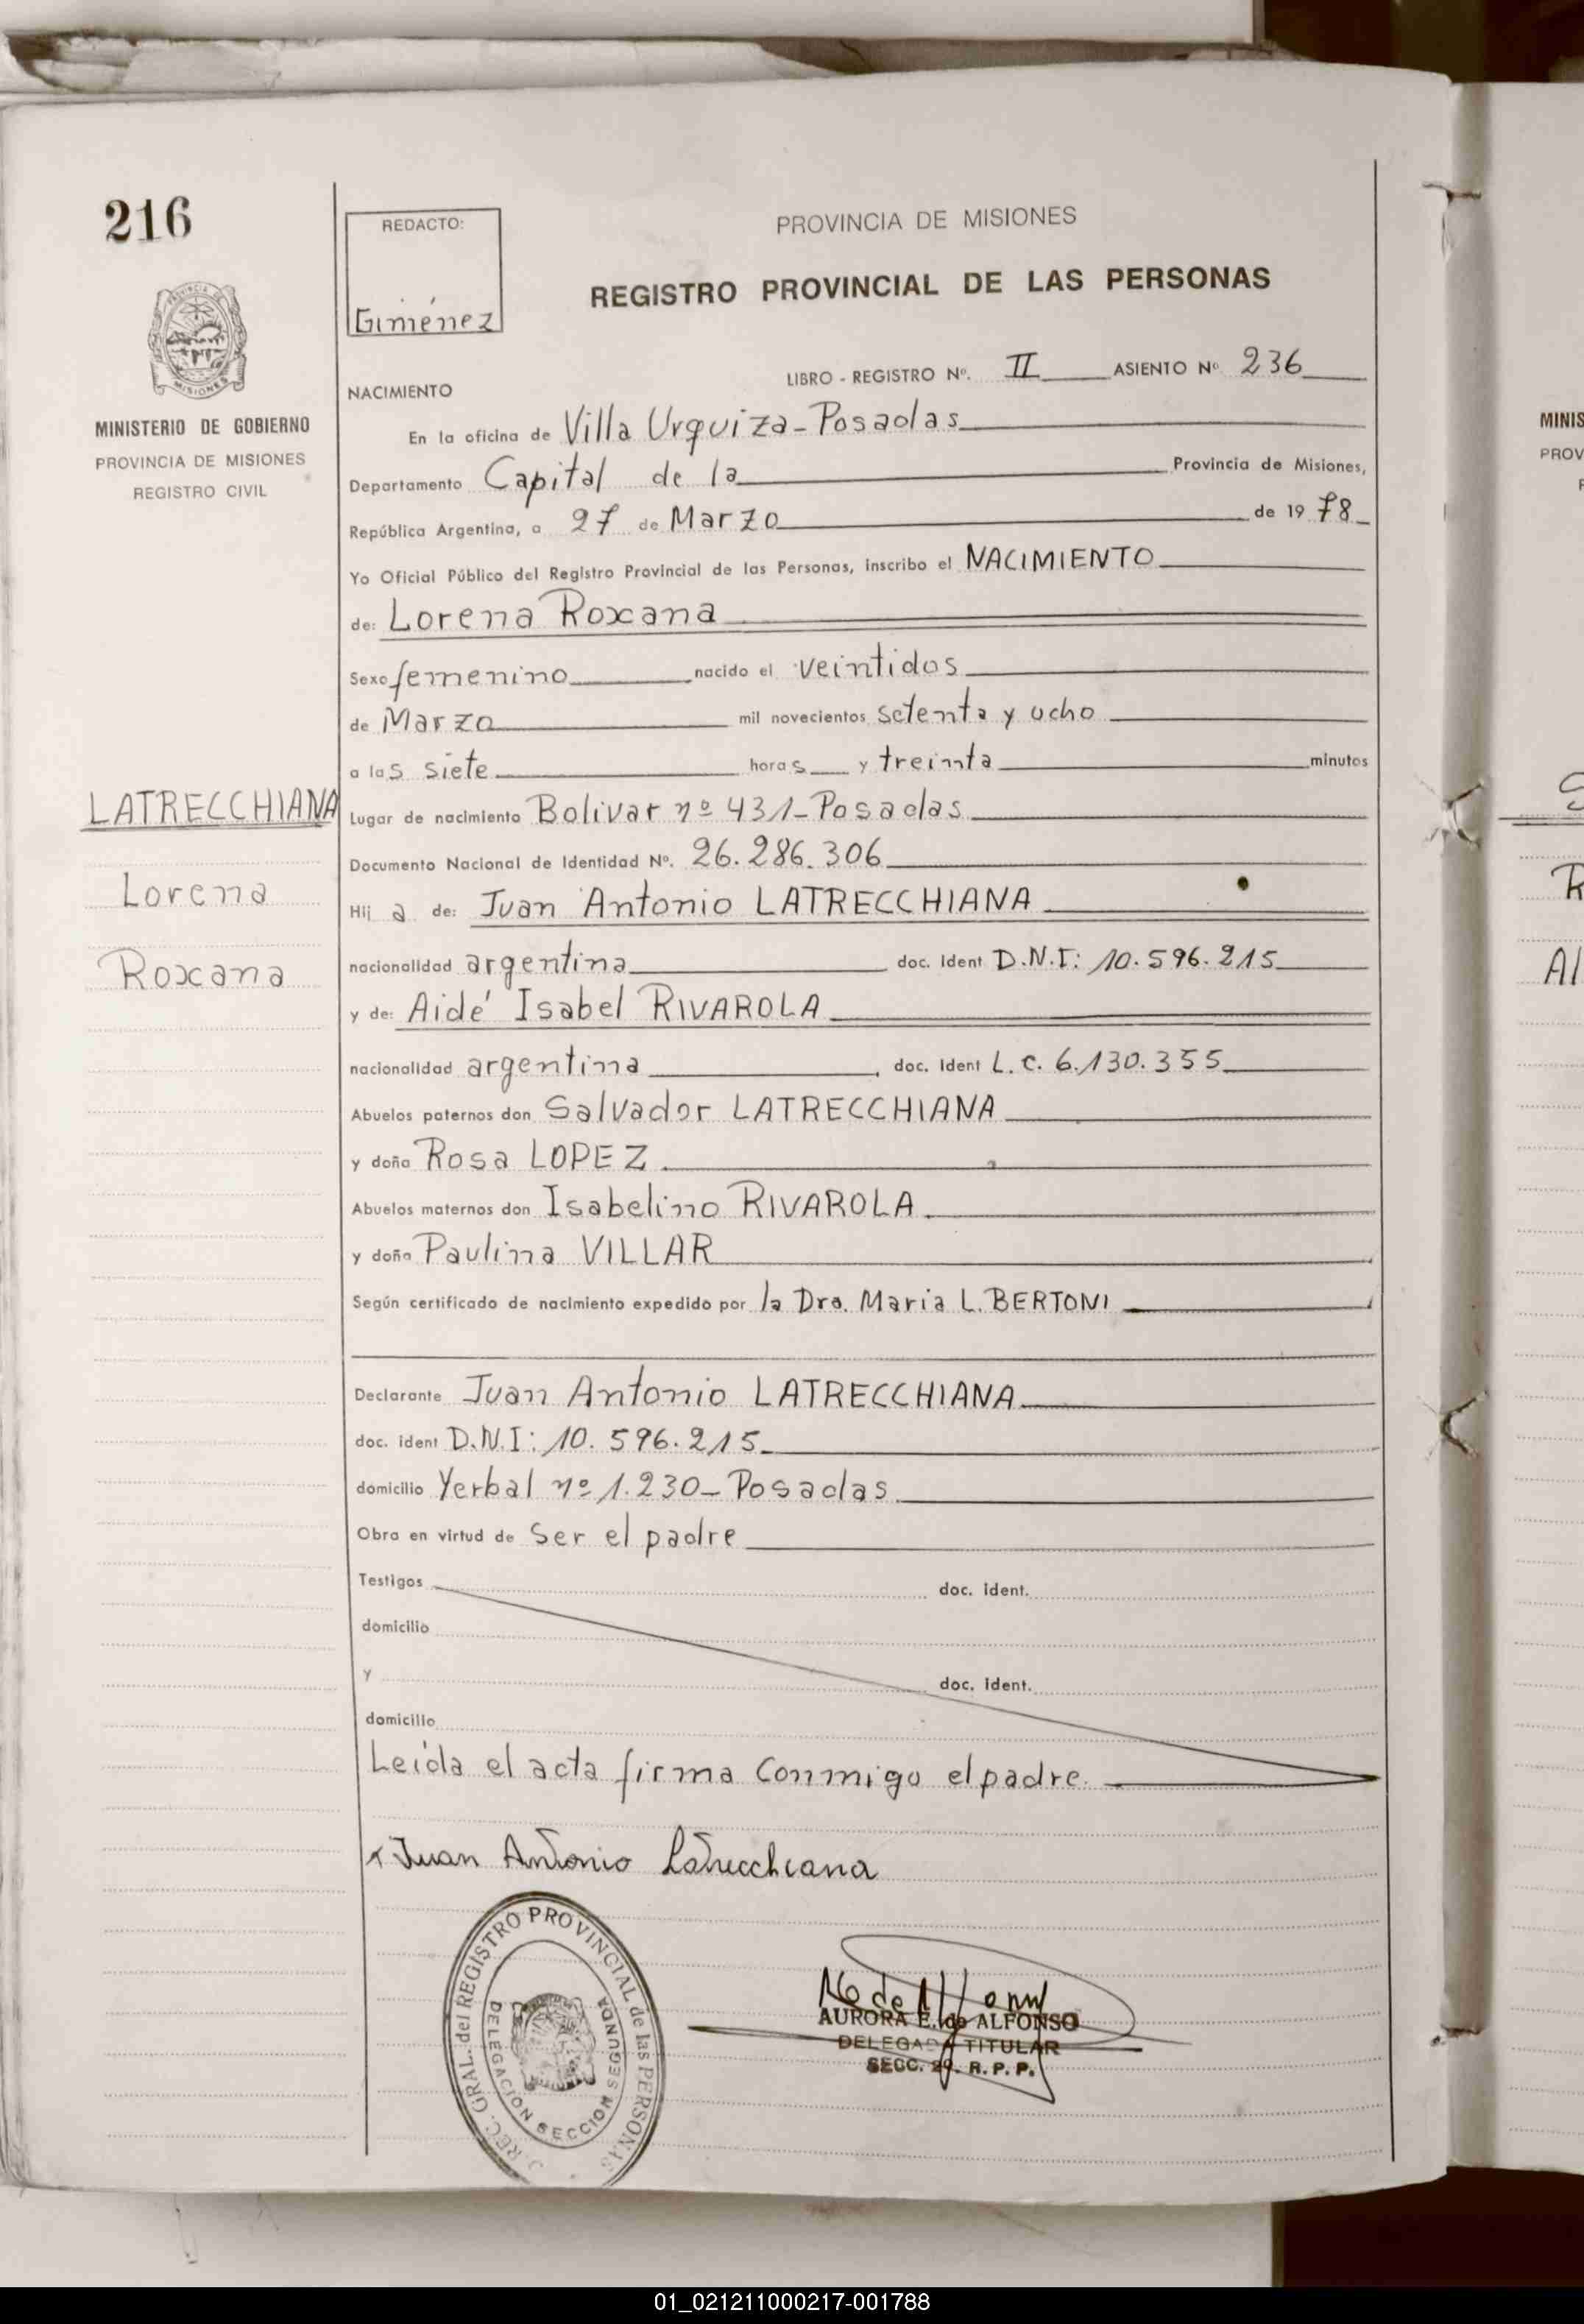 216
REDACTO:
Giménez
PROVINCIA DE MISIONES
REGISTRO PROVINCIAL DE LAS PERSONAS
MISIONES
MINISTERIO DE GOBIERNO
PROVINCIA DE MISIONES
REGISTRO CIVIL
LIBRO - REGISTRO Nº. II ASIENTO Nº 236
NACIMIENTO
En la oficina de Villa Urquiza - Posadas
Departamento Capital de la Provincia de Misiones,
República Argentina, a 27 de Marzo de 1978
Yo Oficial Público del Registro Provincial de las Personas, inscribo el NACIMIENTO
de: Lorena Roxana
Sexo femenino nacido el veintidos
de Marzo mil novecientos setenta y ocho
a las siete horas y treinta minutos
LATRECCHIANA
Lorena
Roxana
Lugar de nacimiento Bolivar nº 431 - Posadas
Documento Nacional de Identidad Nº. 26.286.306
Hija de: Juan Antonio LATRECCHIANA
nacionalidad argentina doc. Ident D.N.I: 10.596.215
y de: Aidé Isabel RIVAROLA
nacionalidad argentina, doc. Ident L.C. 6.130.355
Abuelos paternos don Salvador LATRECCHIANA
y doña Rosa LOPEZ
Abuelos maternos don Isabelino RIVAROLA
y doña Paulina VILLAR
Según certificado de nacimiento expedido por la Dra. Maria L. BERTONI
Declarante Juan Antonio LATRECCHIANA
doc. ident D.N.I: 10.596.215
domicilio Yerbal nº 1.230 - Posadas
Obra en virtud de ser el padre
Testigos doc. ident.
domicilio
y doc. ident.
domicilio
Leida el acta firma conmigo el padre.
Juan Antonio Latrecchiana
REC. GRAL. del REGISTRO PROVINCIAL de las PERSONAS
DELEGACION SECCION SEGUNDA
AURORA E. de ALFONSO
DELEGADA TITULAR
SECC. 2ª. R. P. P.
MINIS
PROV
R
Al
01_021211000217-001788